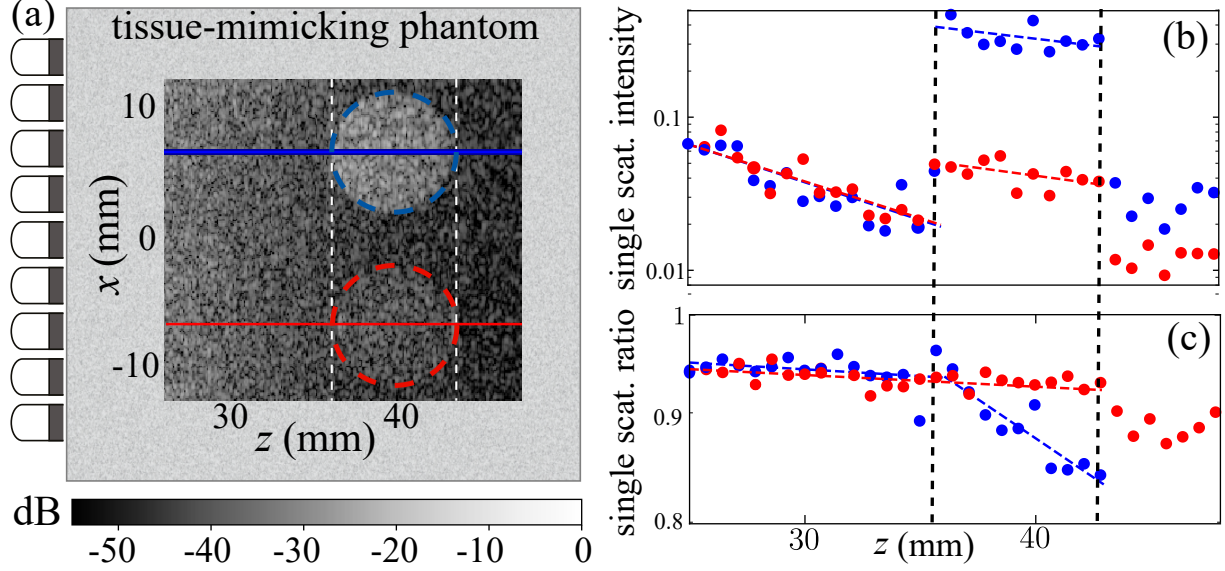 (a)
tissue-mimicking phantom
x (mm)
10
0
-10
30
40
z (mm)
dB
-50
-40
-30
-20
-10
0
(b)
single scat. intensity
0.1
0.01
(c)
single scat. ratio
1
0.9
0.8
30
z (mm)
40